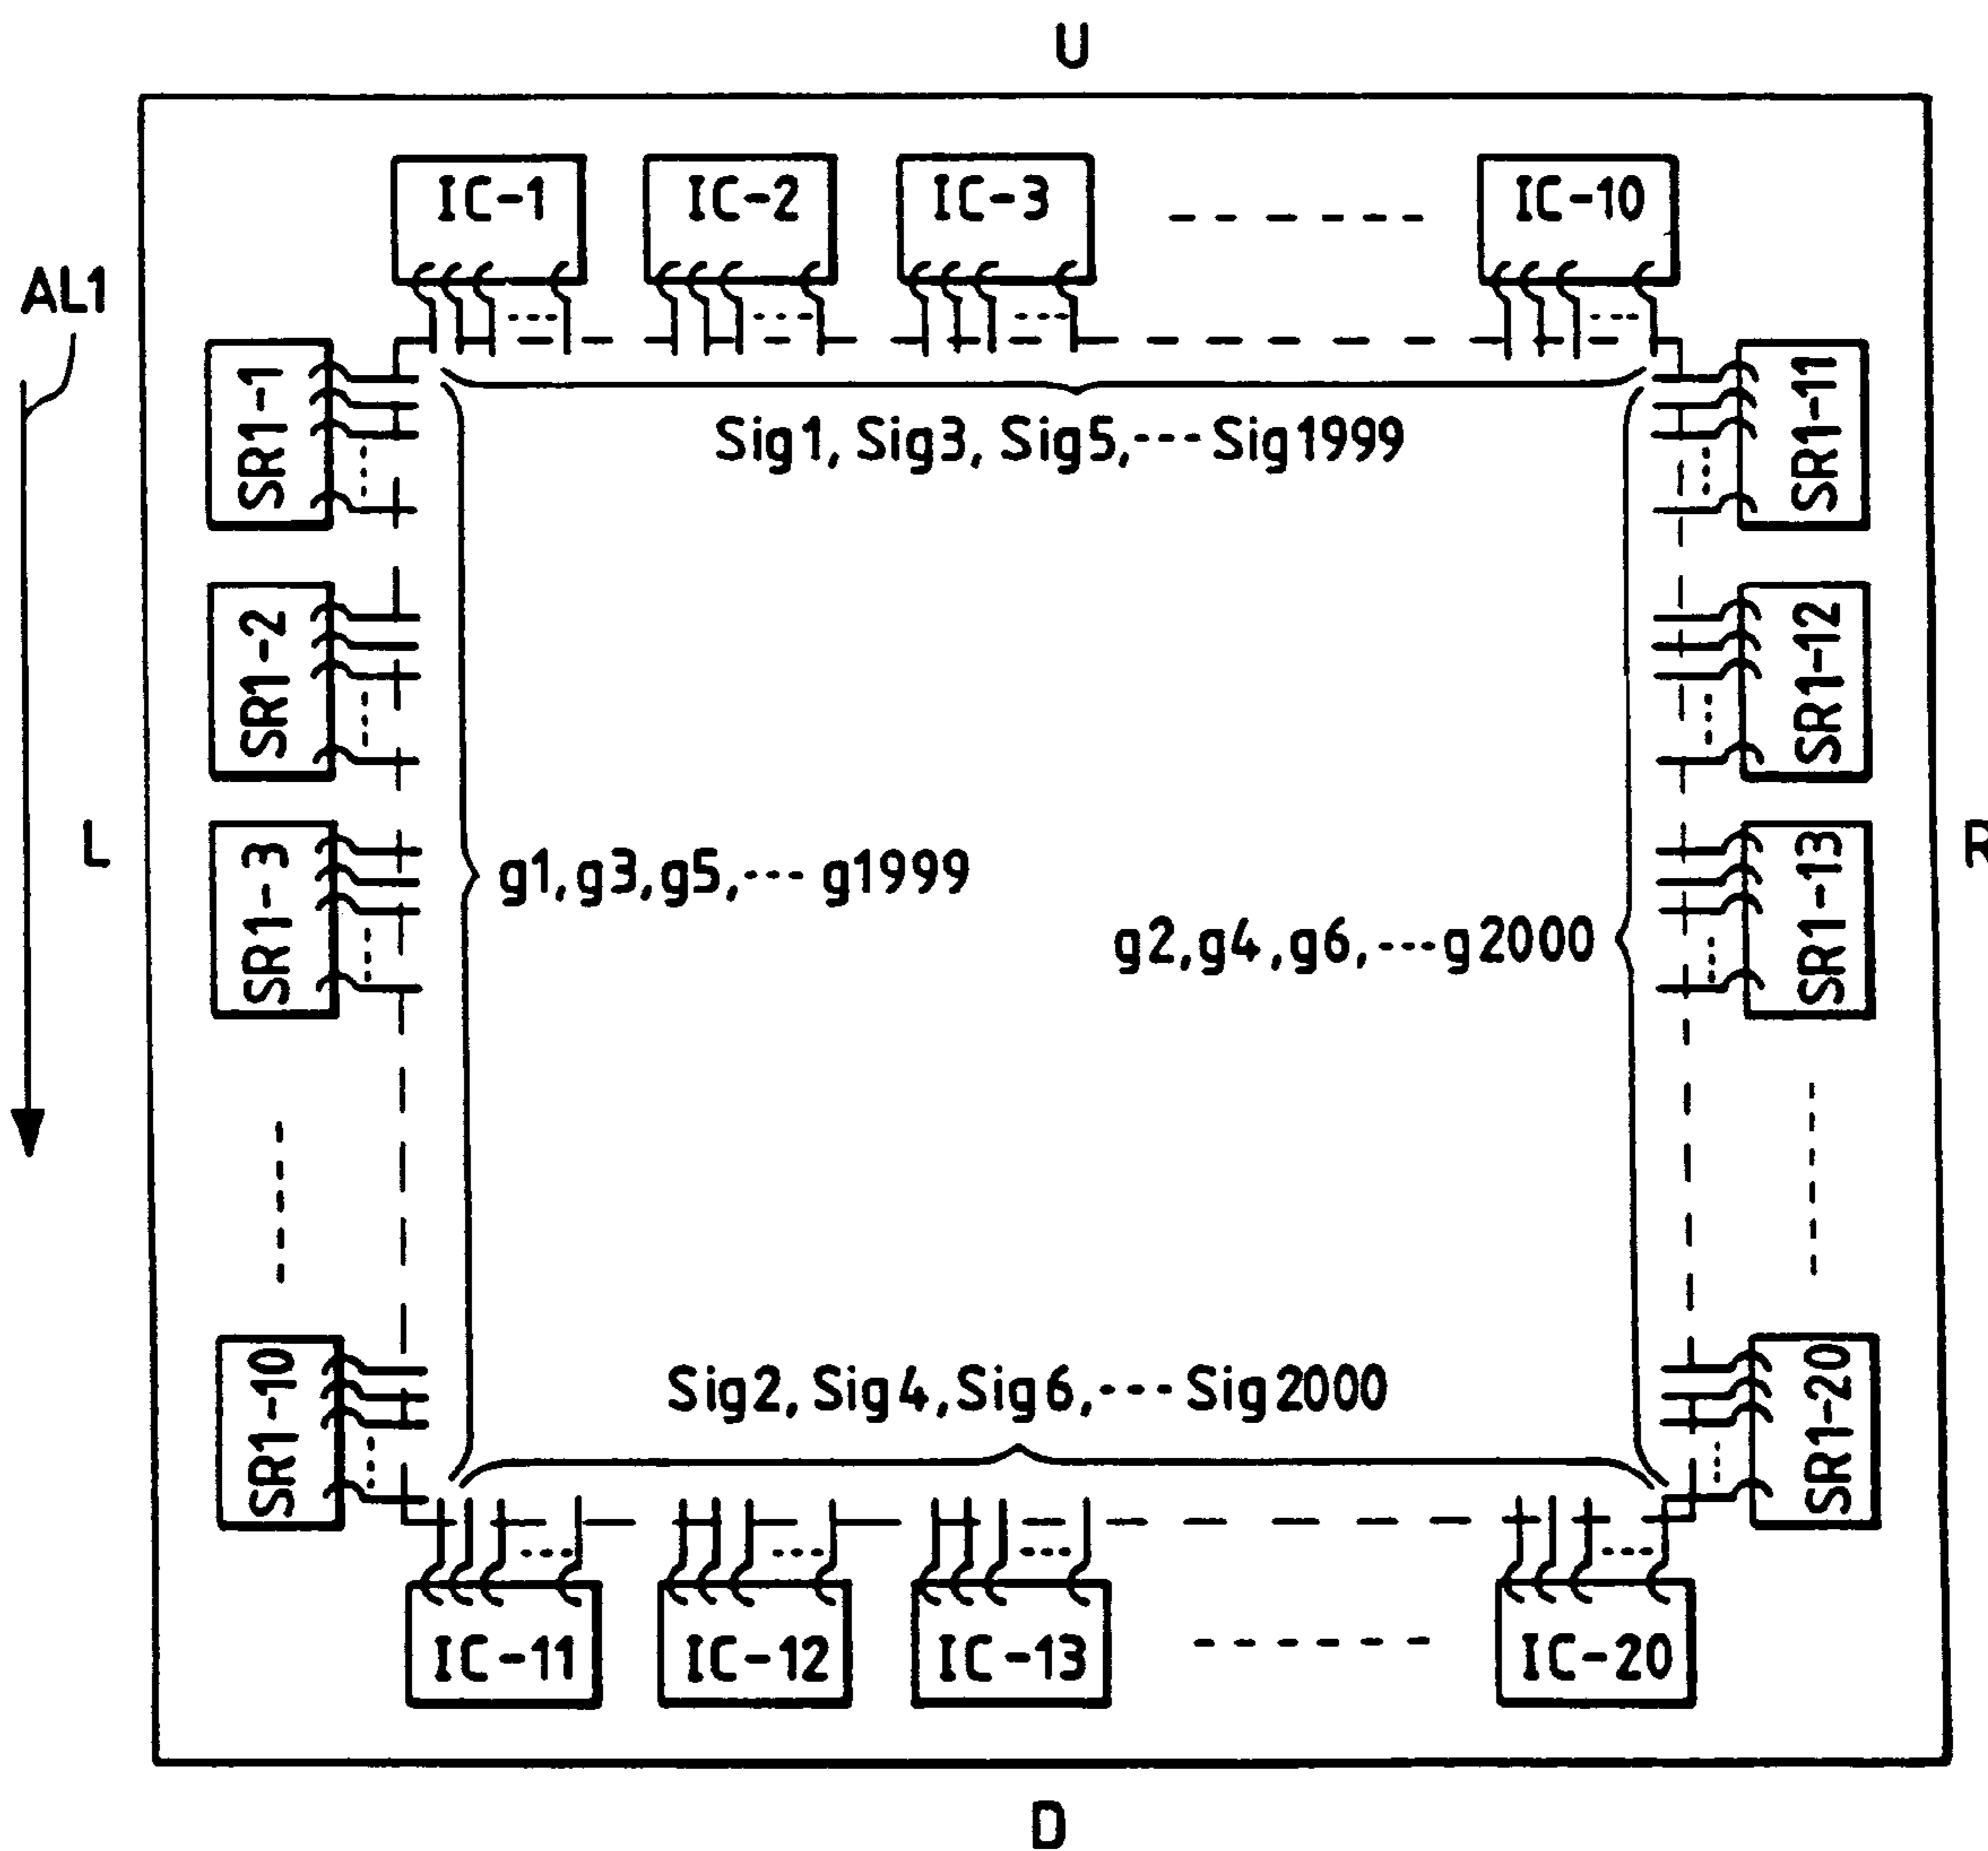 U
IC-1 IC-2 IC-3 ------ IC-10
AL1
SR1-1
SR1-11
Sig1, Sig3, Sig5,---Sig1999
SR1-2
SR1-12
L
R
SR1-3
SR1-13
g1,g3,g5,--- g1999
g2,g4,g6,---g2000
SR1-10
SR1-20
Sig2, Sig4, Sig6,--- Sig2000
IC-11 IC-12 IC-13 ------ IC-20
D